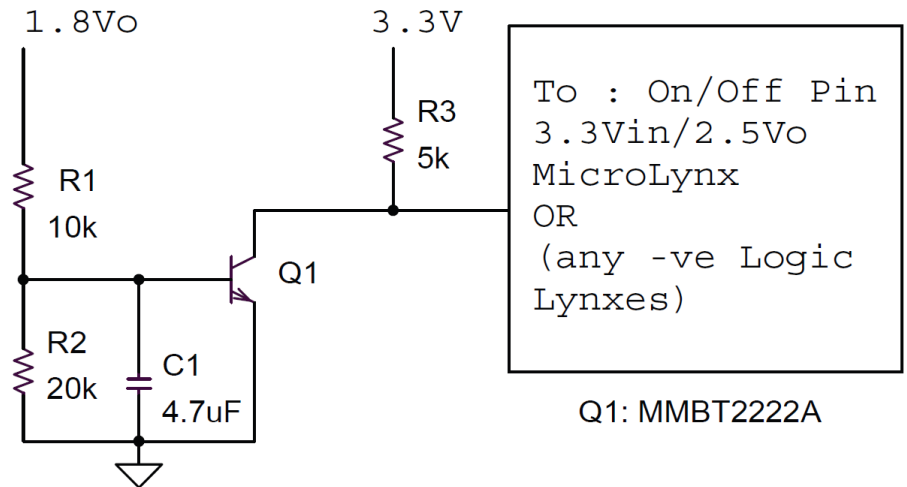 1.8Vo
3.3V
R3
5k
To : On/Off Pin
3.3Vin/2.5Vo
MicroLynx
OR
(any -ve Logic
Lynxes)
R1
10k
Q1
R2
20k
C1
4.7uF
Q1: MMBT2222A